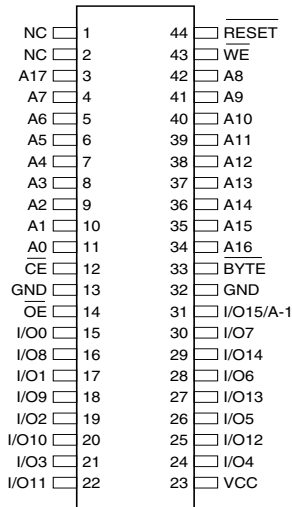 NC 1 44 RESET
NC 2 43 WE
A17 3 42 A8
A7 4 41 A9
A6 5 40 A10
A5 6 39 A11
A4 7 38 A12
A3 8 37 A13
A2 9 36 A14
A1 10 35 A15
A0 11 34 A16
CE 12 33 BYTE
GND 13 32 GND
OE 14 31 I/O15/A-1
I/O0 15 30 I/O7
I/O8 16 29 I/O14
I/O1 17 28 I/O6
I/O9 18 27 I/O13
I/O2 19 26 I/O5
I/O10 20 25 I/O12
I/O3 21 24 I/O4
I/O11 22 23 VCC